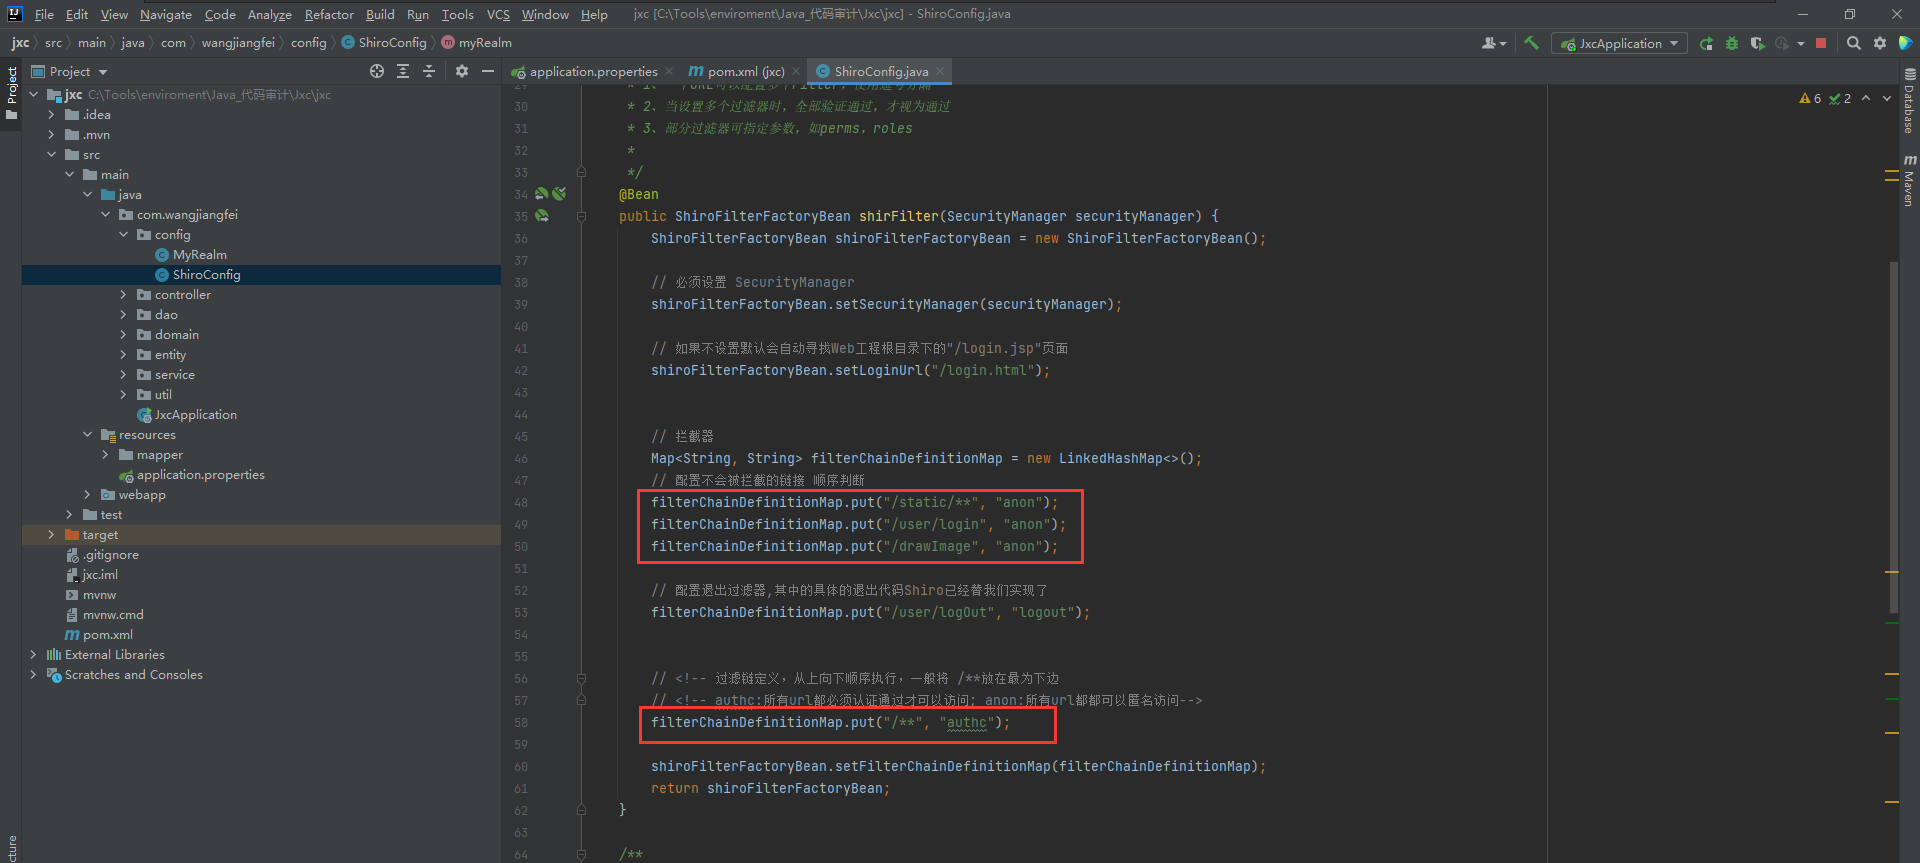 File Edit View Navigate Code Analyze Refactor Build Run Tools VCS Window Help jxc [C:\Tools\enviroment\Java_代码审计\Jxc\jxc] - ShiroConfig.java
jxc src main java com wangjiangfei config ShiroConfig myRealm
JxcApplication
Project
application.properties
pom.xml (jxc)
ShiroConfig.java
Project
Database
Maven
jxc C:\Tools\enviroment\Java_代码审计\Jxc\jxc
.idea
.mvn
src
main
java
com.wangjiangfei
config
MyRealm
ShiroConfig
controller
dao
domain
entity
service
util
JxcApplication
resources
mapper
application.properties
webapp
test
target
.gitignore
jxc.iml
mvnw
mvnw.cmd
pom.xml
External Libraries
Scratches and Consoles
6 2
30 * 2、当设置多个过滤器时，全部验证通过，才视为通过
31 * 3、部分过滤器可指定参数，如perms，roles
32 *
33 */
34 @Bean
35 public ShiroFilterFactoryBean shirFilter(SecurityManager securityManager) {
36 ShiroFilterFactoryBean shiroFilterFactoryBean = new ShiroFilterFactoryBean();
37
38 // 必须设置 SecurityManager
39 shiroFilterFactoryBean.setSecurityManager(securityManager);
40
41 // 如果不设置默认会自动寻找Web工程根目录下的"/login.jsp"页面
42 shiroFilterFactoryBean.setLoginUrl("/login.html");
43
44
45 // 拦截器
46 Map<String, String> filterChainDefinitionMap = new LinkedHashMap<>();
47 // 配置不会被拦截的链接 顺序判断
48 filterChainDefinitionMap.put("/static/**", "anon");
49 filterChainDefinitionMap.put("/user/login", "anon");
50 filterChainDefinitionMap.put("/drawImage", "anon");
51
52 // 配置退出过滤器,其中的具体的退出代码Shiro已经替我们实现了
53 filterChainDefinitionMap.put("/user/logOut", "logout");
54
55
56 // <!-- 过滤链定义，从上向下顺序执行，一般将 /**放在最为下边
57 // <!-- authc:所有url都必须认证通过才可以访问; anon:所有url都都可以匿名访问-->
58 filterChainDefinitionMap.put("/**", "authc");
59
60 shiroFilterFactoryBean.setFilterChainDefinitionMap(filterChainDefinitionMap);
61 return shiroFilterFactoryBean;
62 }
63
64 /**